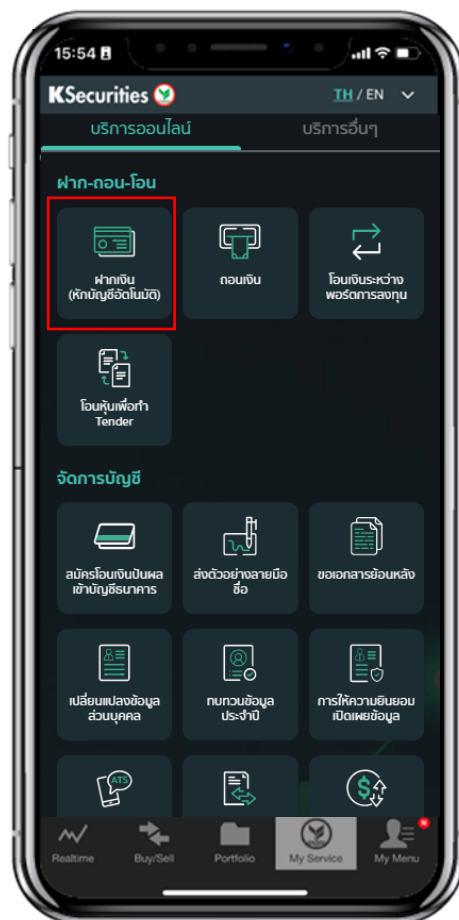 15:54
KSecurities
TH / EN
บริการออนไลน์
บริการอื่นๆ
ฝาก-ถอน-โอน
ฝากเงิน
(หักบัญชีอัตโนมัติ)
ถอนเงิน
โอนเงินระหว่าง
พอร์ตการลงทุน
โอนหุ้นเพื่อทำ
Tender
จัดการบัญชี
สมัครโอนเงินปันผล
เข้าบัญชีธนาคาร
ส่งตัวอย่างลายมือ
ชื่อ
ขอเอกสารย้อนหลัง
เปลี่ยนแปลงข้อมูล
ส่วนบุคคล
ทบทวนข้อมูล
ประจำปี
การให้ความยินยอม
เปิดเผยข้อมูล
ATS
Realtime
Buy/Sell
Portfolio
My Service
My Menu
N